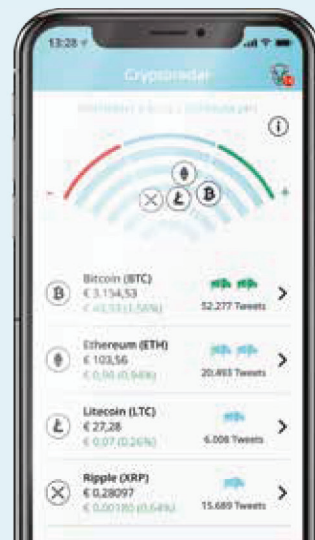 13:28
Cryptoradar
- +
Bitcoin (BTC)
€ 3.154,53
52.277 Tweets
Ethereum (ETH)
€ 103,56
€ 0,96 (0,94%)
20.493 Tweets
Litecoin (LTC)
€ 27,28
€ 0,07 (0,26%)
6.008 Tweets
Ripple (XRP)
€ 0,28097
€ 0,00180 (0,64%)
15.689 Tweets